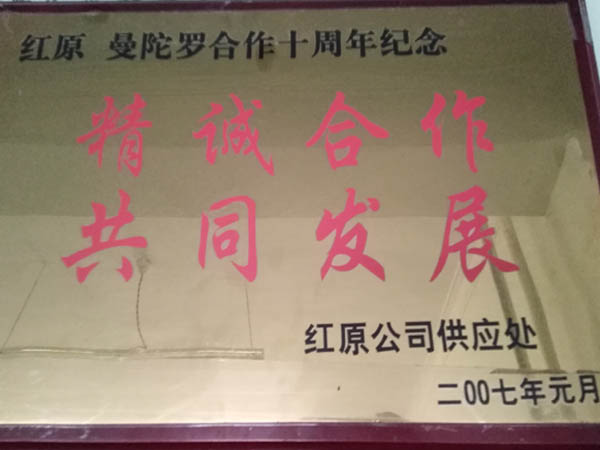 红原 曼陀罗合作十周年纪念
精诚合作
共同发展
红原公司供应处
二00七年元月